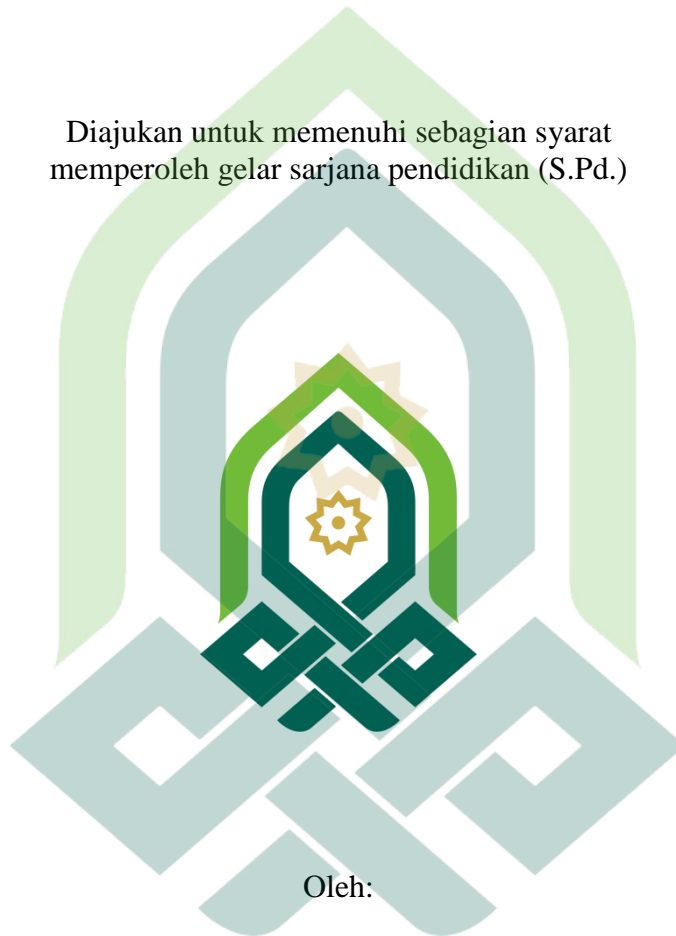 Diajukan untuk memenuhi sebagian syarat
memperoleh gelar sarjana pendidikan (S.Pd.)
Oleh: